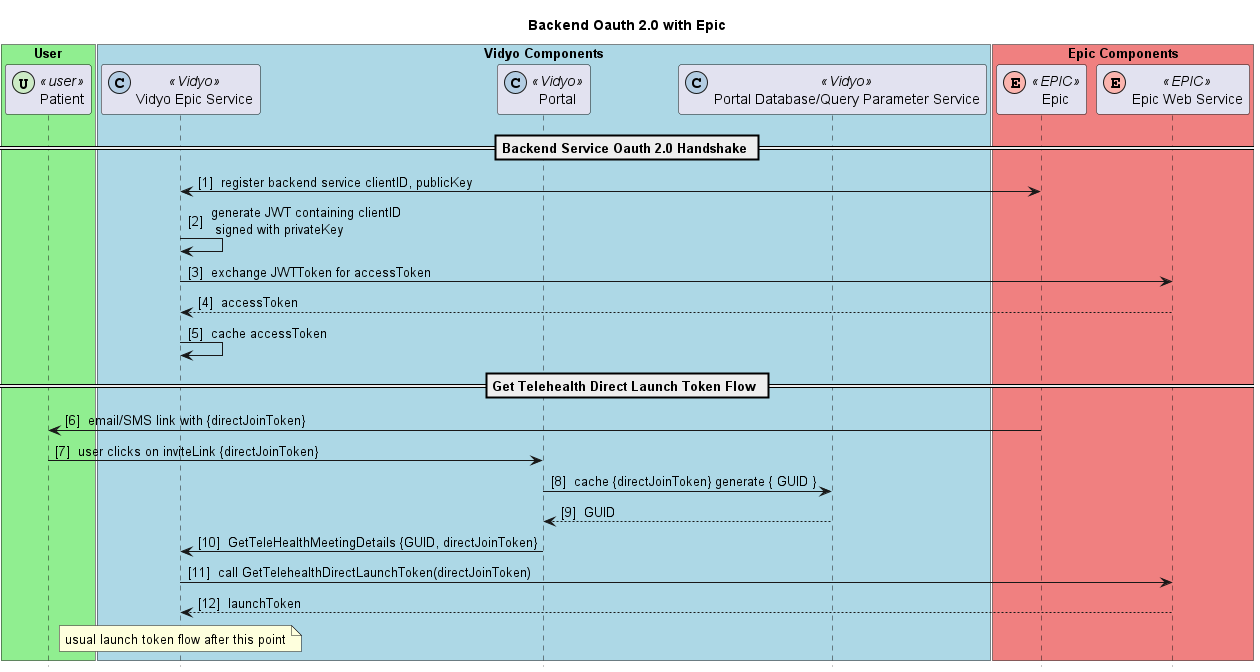 Backend Oauth 2.0 with Epic
User
Vidyo Components
Epic Components
U «user» Patient
C «Vidyo» Vidyo Epic Service
C «Vidyo» Portal
C «Vidyo» Portal Database/Query Parameter Service
E «EPIC» Epic
E «EPIC» Epic Web Service
Backend Service Oauth 2.0 Handshake
[1] register backend service clientID, publicKey
[2] generate JWT containing clientID
signed with privateKey
[3] exchange JWTToken for accessToken
[4] accessToken
[5] cache accessToken
Get Telehealth Direct Launch Token Flow
[6] email/SMS link with {directJoinToken}
[7] user clicks on inviteLink {directJoinToken}
[8] cache {directJoinToken} generate { GUID }
[9] GUID
[10] GetTeleHealthMeetingDetails {GUID, directJoinToken}
[11] call GetTelehealthDirectLaunchToken(directJoinToken)
[12] launchToken
usual launch token flow after this point